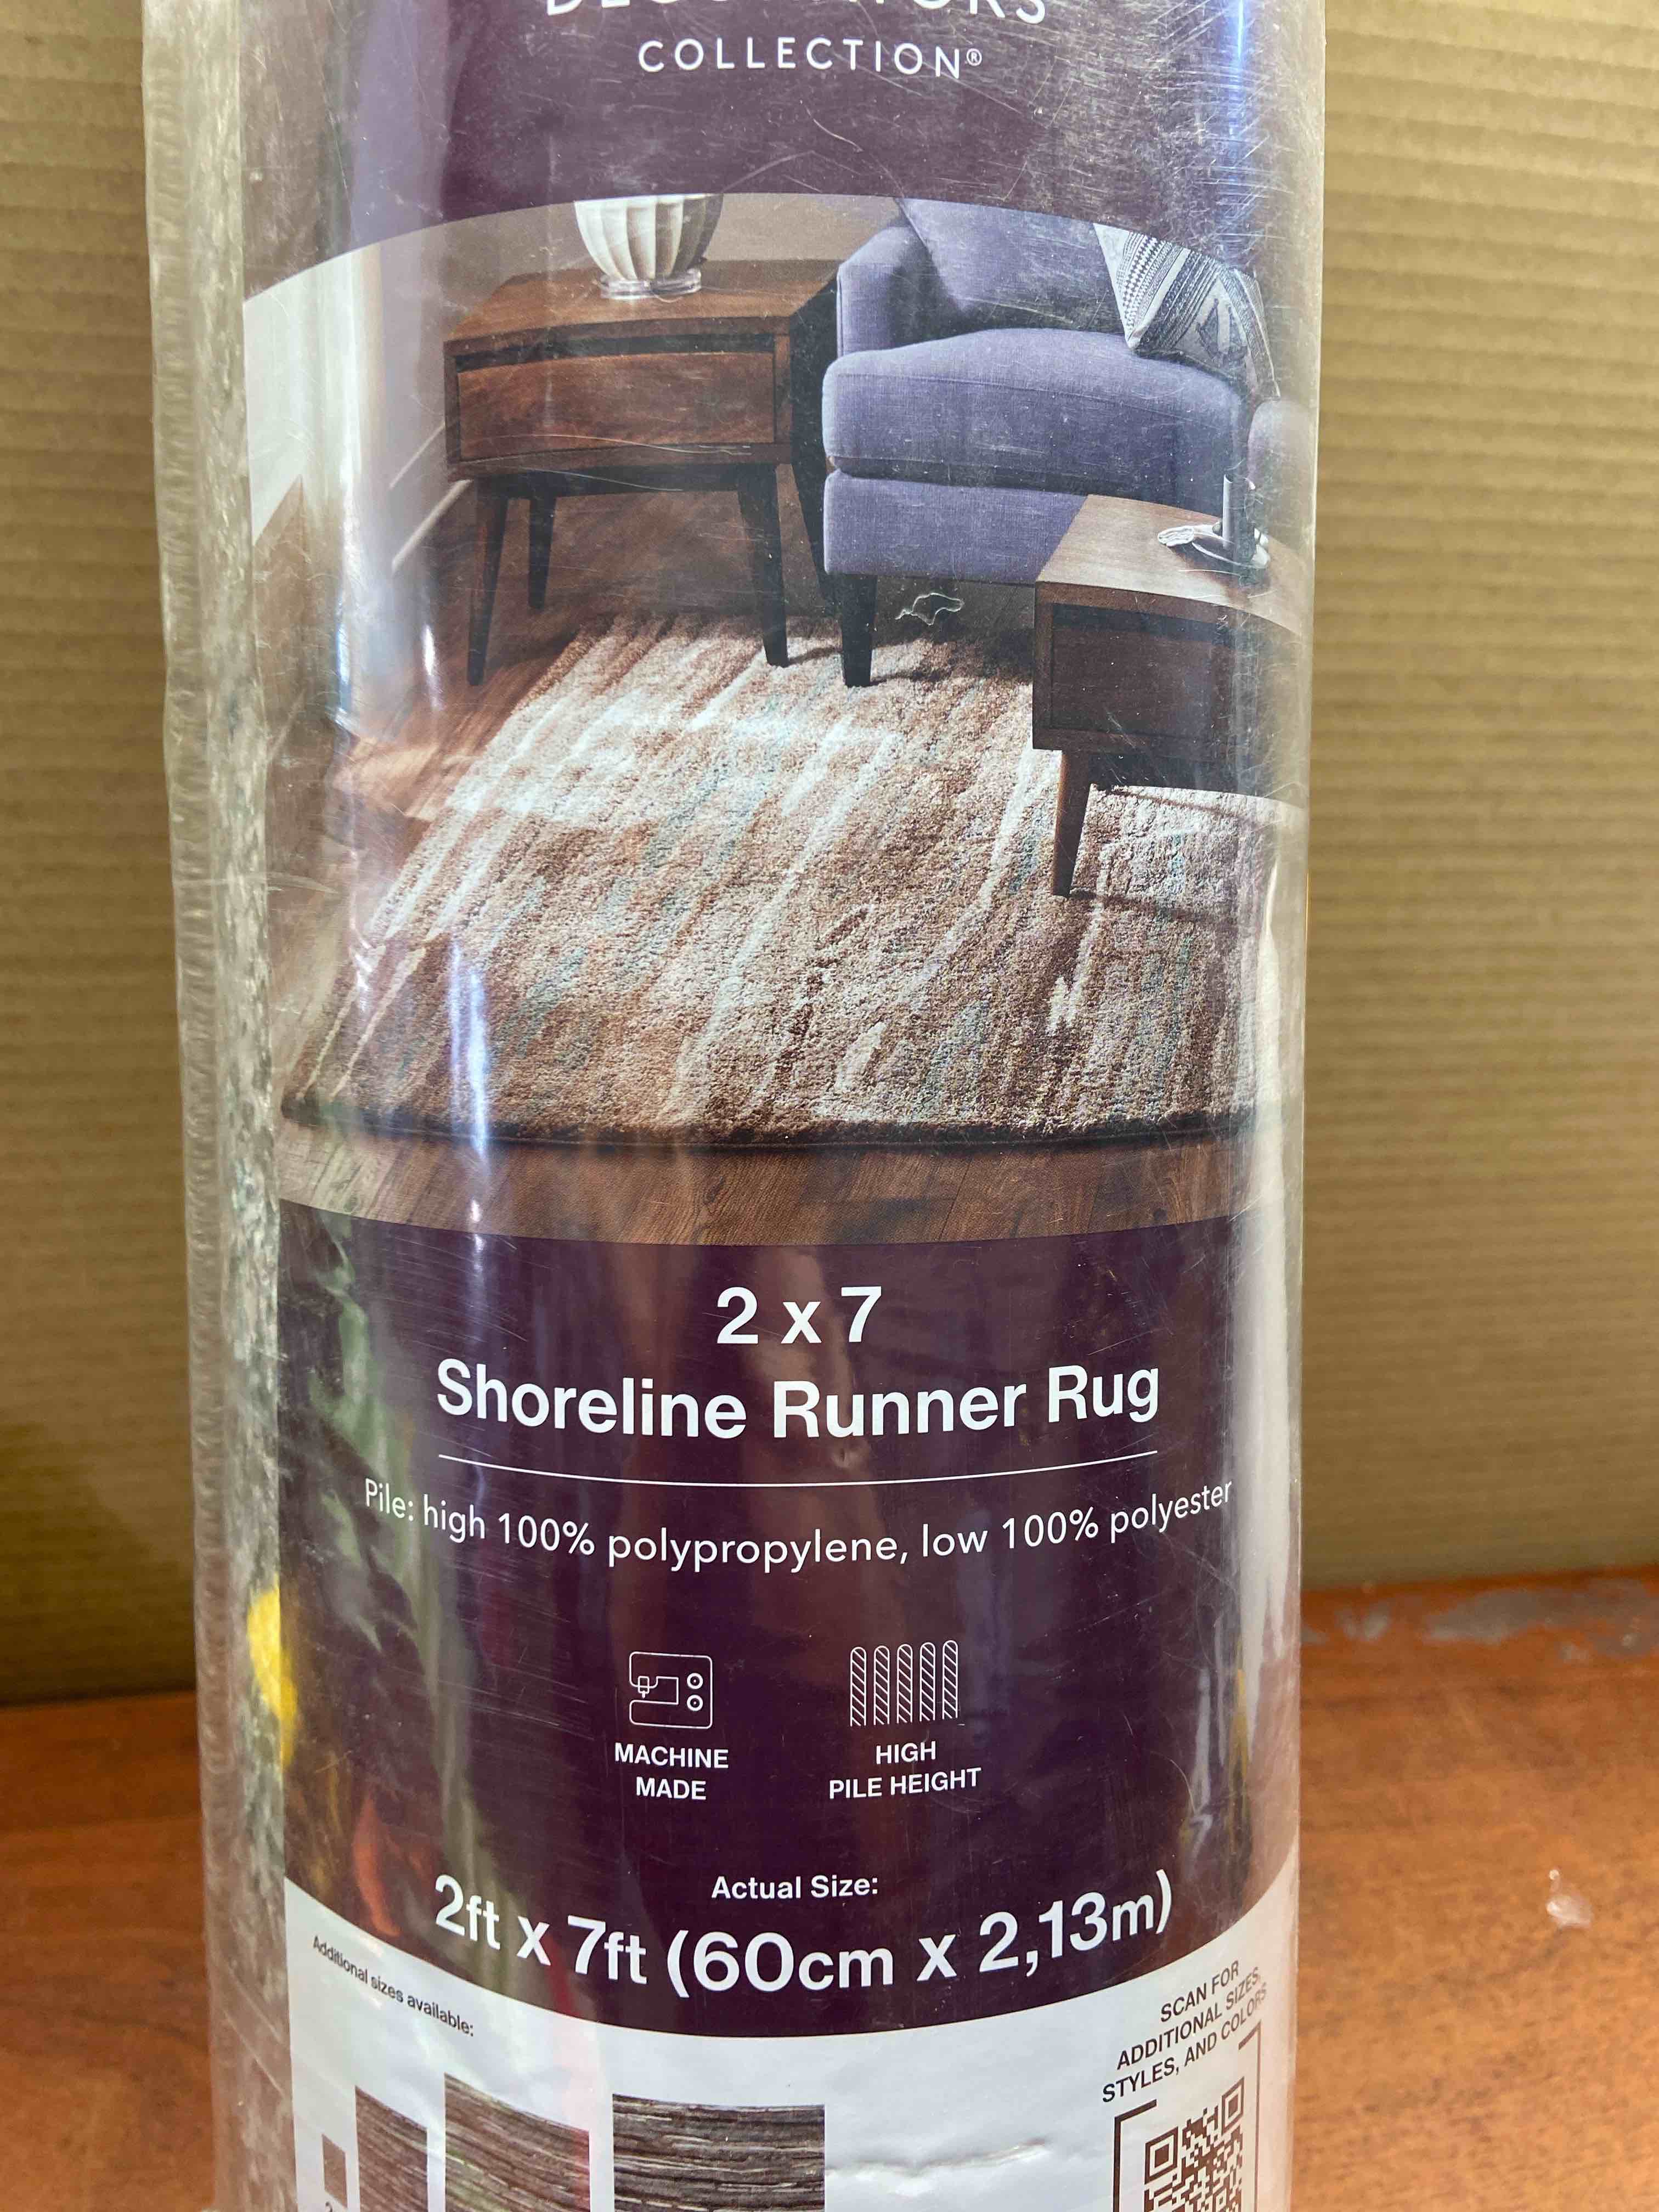 COLLECTION®
2 x 7
Shoreline Runner Rug
Pile: high 100% polypropylene, low 100% polyester
MACHINE
MADE
HIGH
PILE HEIGHT
Actual Size:
2ft x 7ft (60cm x 2,13m)
Additional sizes available:
SCAN FOR
ADDITIONAL SIZES,
STYLES, AND COLORS